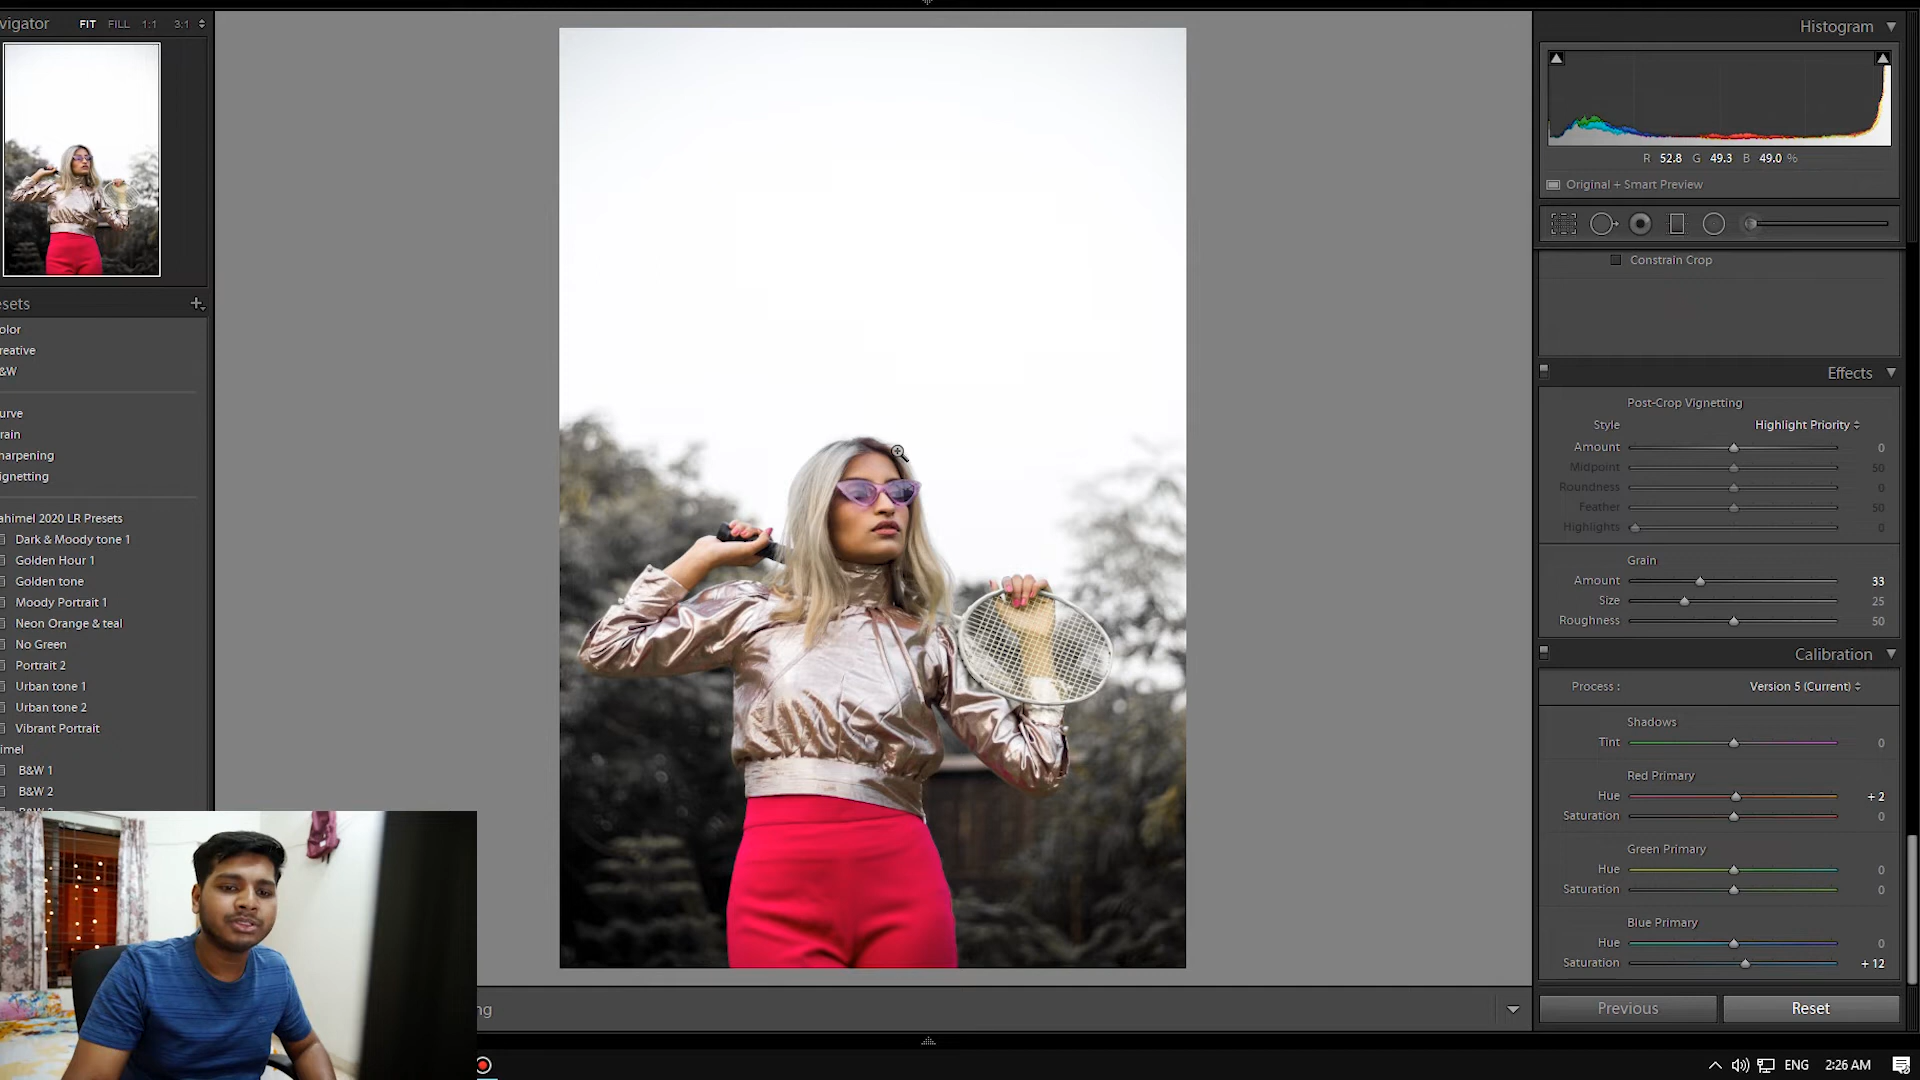 vigator FIT FILL 1:1 3:1
esets
olor
reative
&W
urve
rain
harpening
ignetting
ahimel 2020 LR Presets
Dark & Moody tone 1
Golden Hour 1
Golden tone
Moody Portrait 1
Neon Orange & teal
No Green
Portrait 2
Urban tone 1
Urban tone 2
Vibrant Portrait
imel
B&W 1
B&W 2
ng
Histogram
R 52.8 G 49.3 B 49.0 %
Original + Smart Preview
Constrain Crop
Effects
Post-Crop Vignetting
Style Highlight Priority
Amount 0
Midpoint 50
Roundness 0
Feather 50
Highlights 0
Grain
Amount 33
Size 25
Roughness 50
Calibration
Process : Version 5 (Current)
Shadows
Tint 0
Red Primary
Hue + 2
Saturation 0
Green Primary
Hue 0
Saturation 0
Blue Primary
Hue 0
Saturation + 12
Previous Reset
ENG 2:26 AM